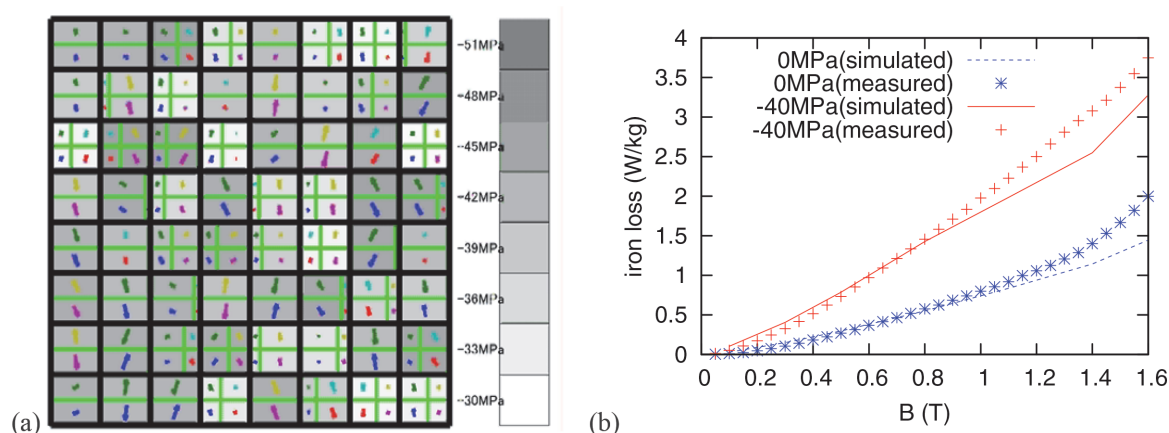 -51MPa
-48MPa
-45MPa
-42MPa
-39MPa
-36MPa
-33MPa
-30MPa
(a)
4
3.5
3
2.5
2
1.5
1
0.5
0
iron loss (W/kg)
0MPa(simulated)
0MPa(measured)
-40MPa(simulated)
-40MPa(measured)
0 0.2 0.4 0.6 0.8 1 1.2 1.4 1.6
B (T)
(b)